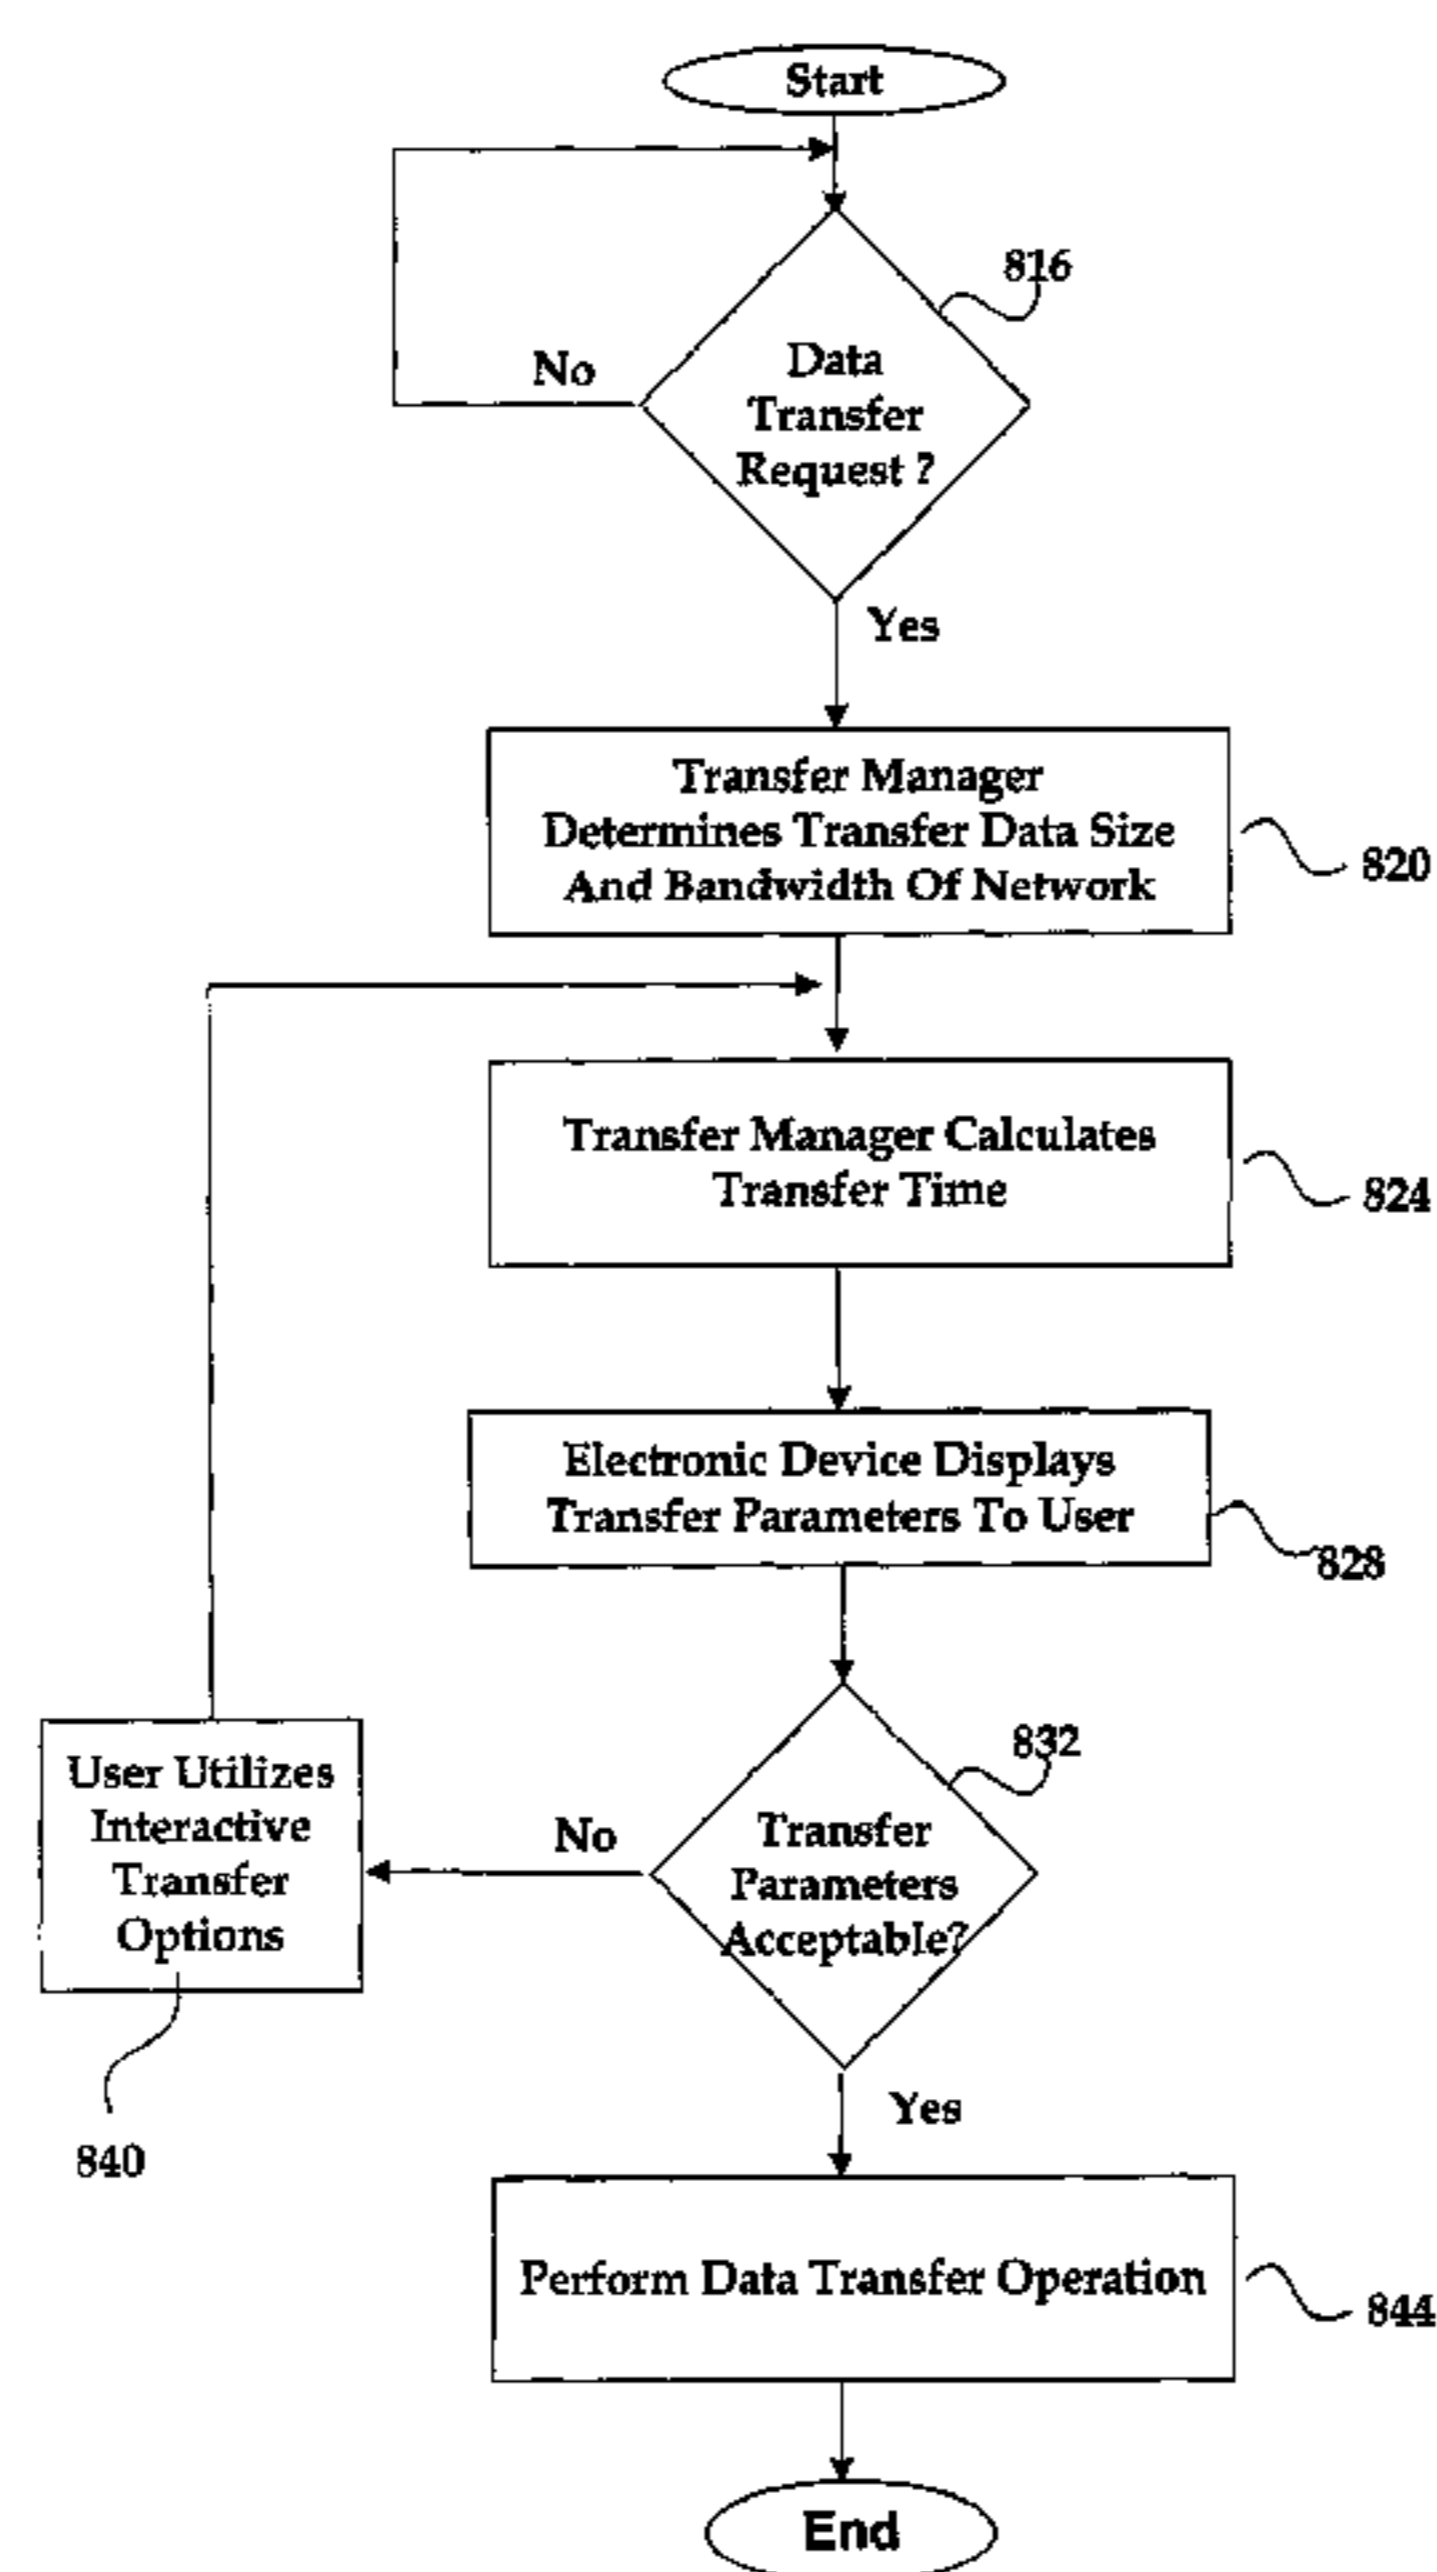 Start
816
Data
Transfer
Request ?
No
Yes
Transfer Manager
Determines Transfer Data Size
And Bandwidth Of Network
820
Transfer Manager Calculates
Transfer Time
824
Electronic Device Displays
Transfer Parameters To User
828
832
Transfer
Parameters
Acceptable?
No
User Utilizes
Interactive
Transfer
Options
840
Yes
Perform Data Transfer Operation
844
End